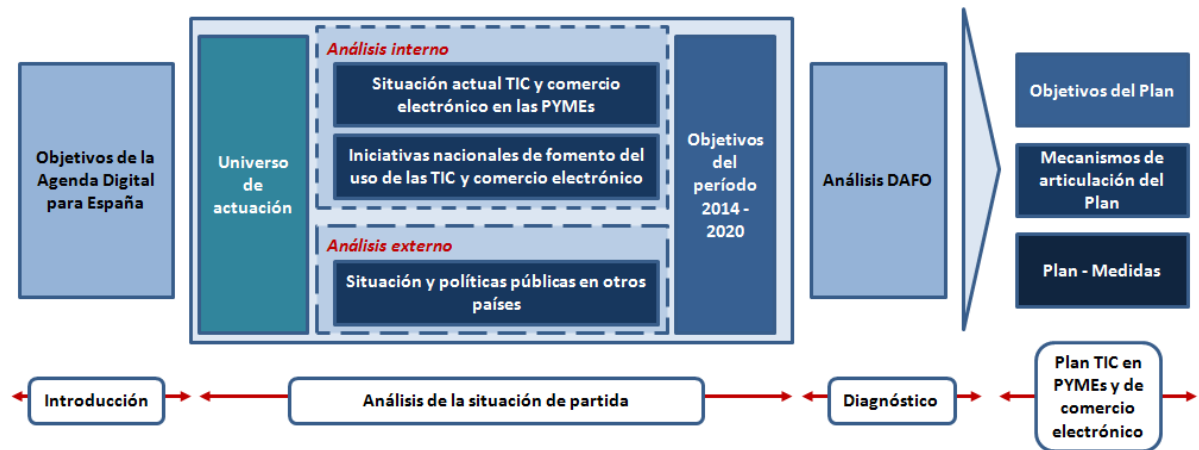 Objetivos de la
Agenda Digital
para España
Universo
de
actuación
Análisis interno
Situación actual TIC y comercio
electrónico en las PYMEs
Iniciativas nacionales de fomento del
uso de las TIC y comercio electrónico
Análisis externo
Situación y políticas públicas en otros
países
Objetivos
del
período
2014 -
2020
Análisis DAFO
Objetivos del Plan
Mecanismos de
articulación del
Plan
Plan - Medidas
Introducción
Análisis de la situación de partida
Diagnóstico
Plan TIC en
PYMEs y de
comercio
electrónico